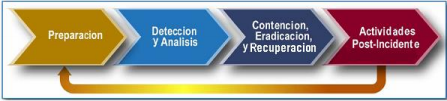 Preparacion
Deteccion
y Analisis
Contencion,
Eradicacion,
y Recuperacion
Actividades
Post-Incidente